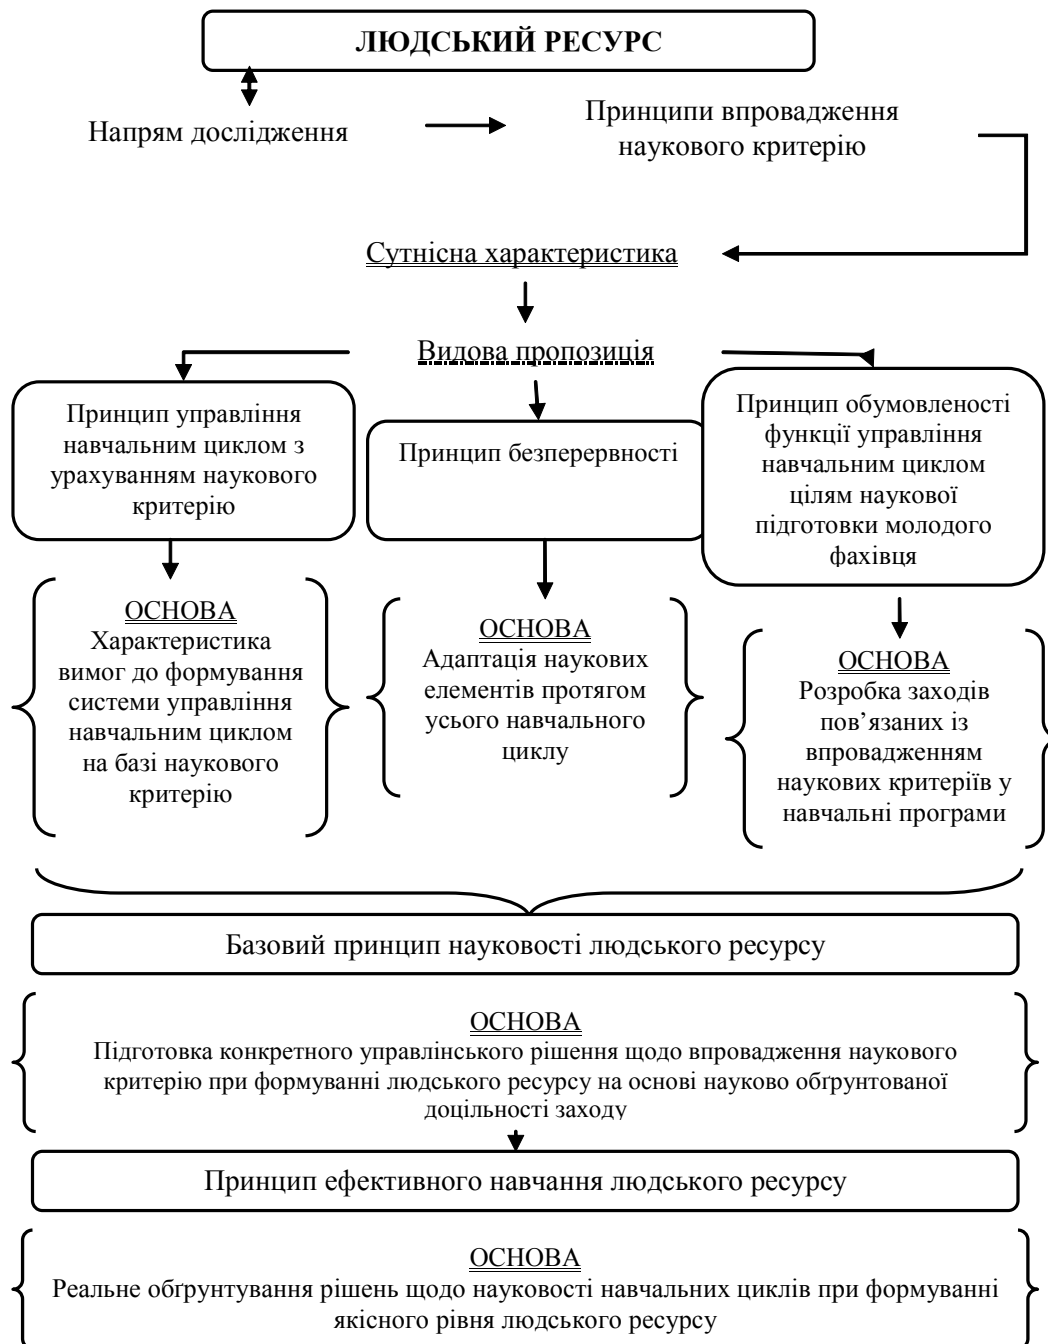 ЛЮДСЬКИЙ РЕСУРС
Напрям дослідження
Принципи впровадження
наукового критерію
Сутнісна характеристика
Видова пропозиція
Принцип управління
навчальним циклом з
урахуванням наукового
критерію
Принцип безперервності
Принцип обумовленості
функції управління
навчальним циклом
цілям наукової
підготовки молодого
фахівця
ОСНОВА
Характеристика
вимог до формування
системи управління
навчальним циклом
на базі наукового
критерію
ОСНОВА
Адаптація наукових
елементів протягом
усього навчального
циклу
ОСНОВА
Розробка заходів
пов’язаних із
впровадженням
наукових критеріїв у
навчальні програми
Базовий принцип науковості людського ресурсу
ОСНОВА
Підготовка конкретного управлінського рішення щодо впровадження наукового
критерію при формуванні людського ресурсу на основі науково обґрунтованої
доцільності заходу
Принцип ефективного навчання людського ресурсу
ОСНОВА
Реальне обґрунтування рішень щодо науковості навчальних циклів при формуванні
якісного рівня людського ресурсу